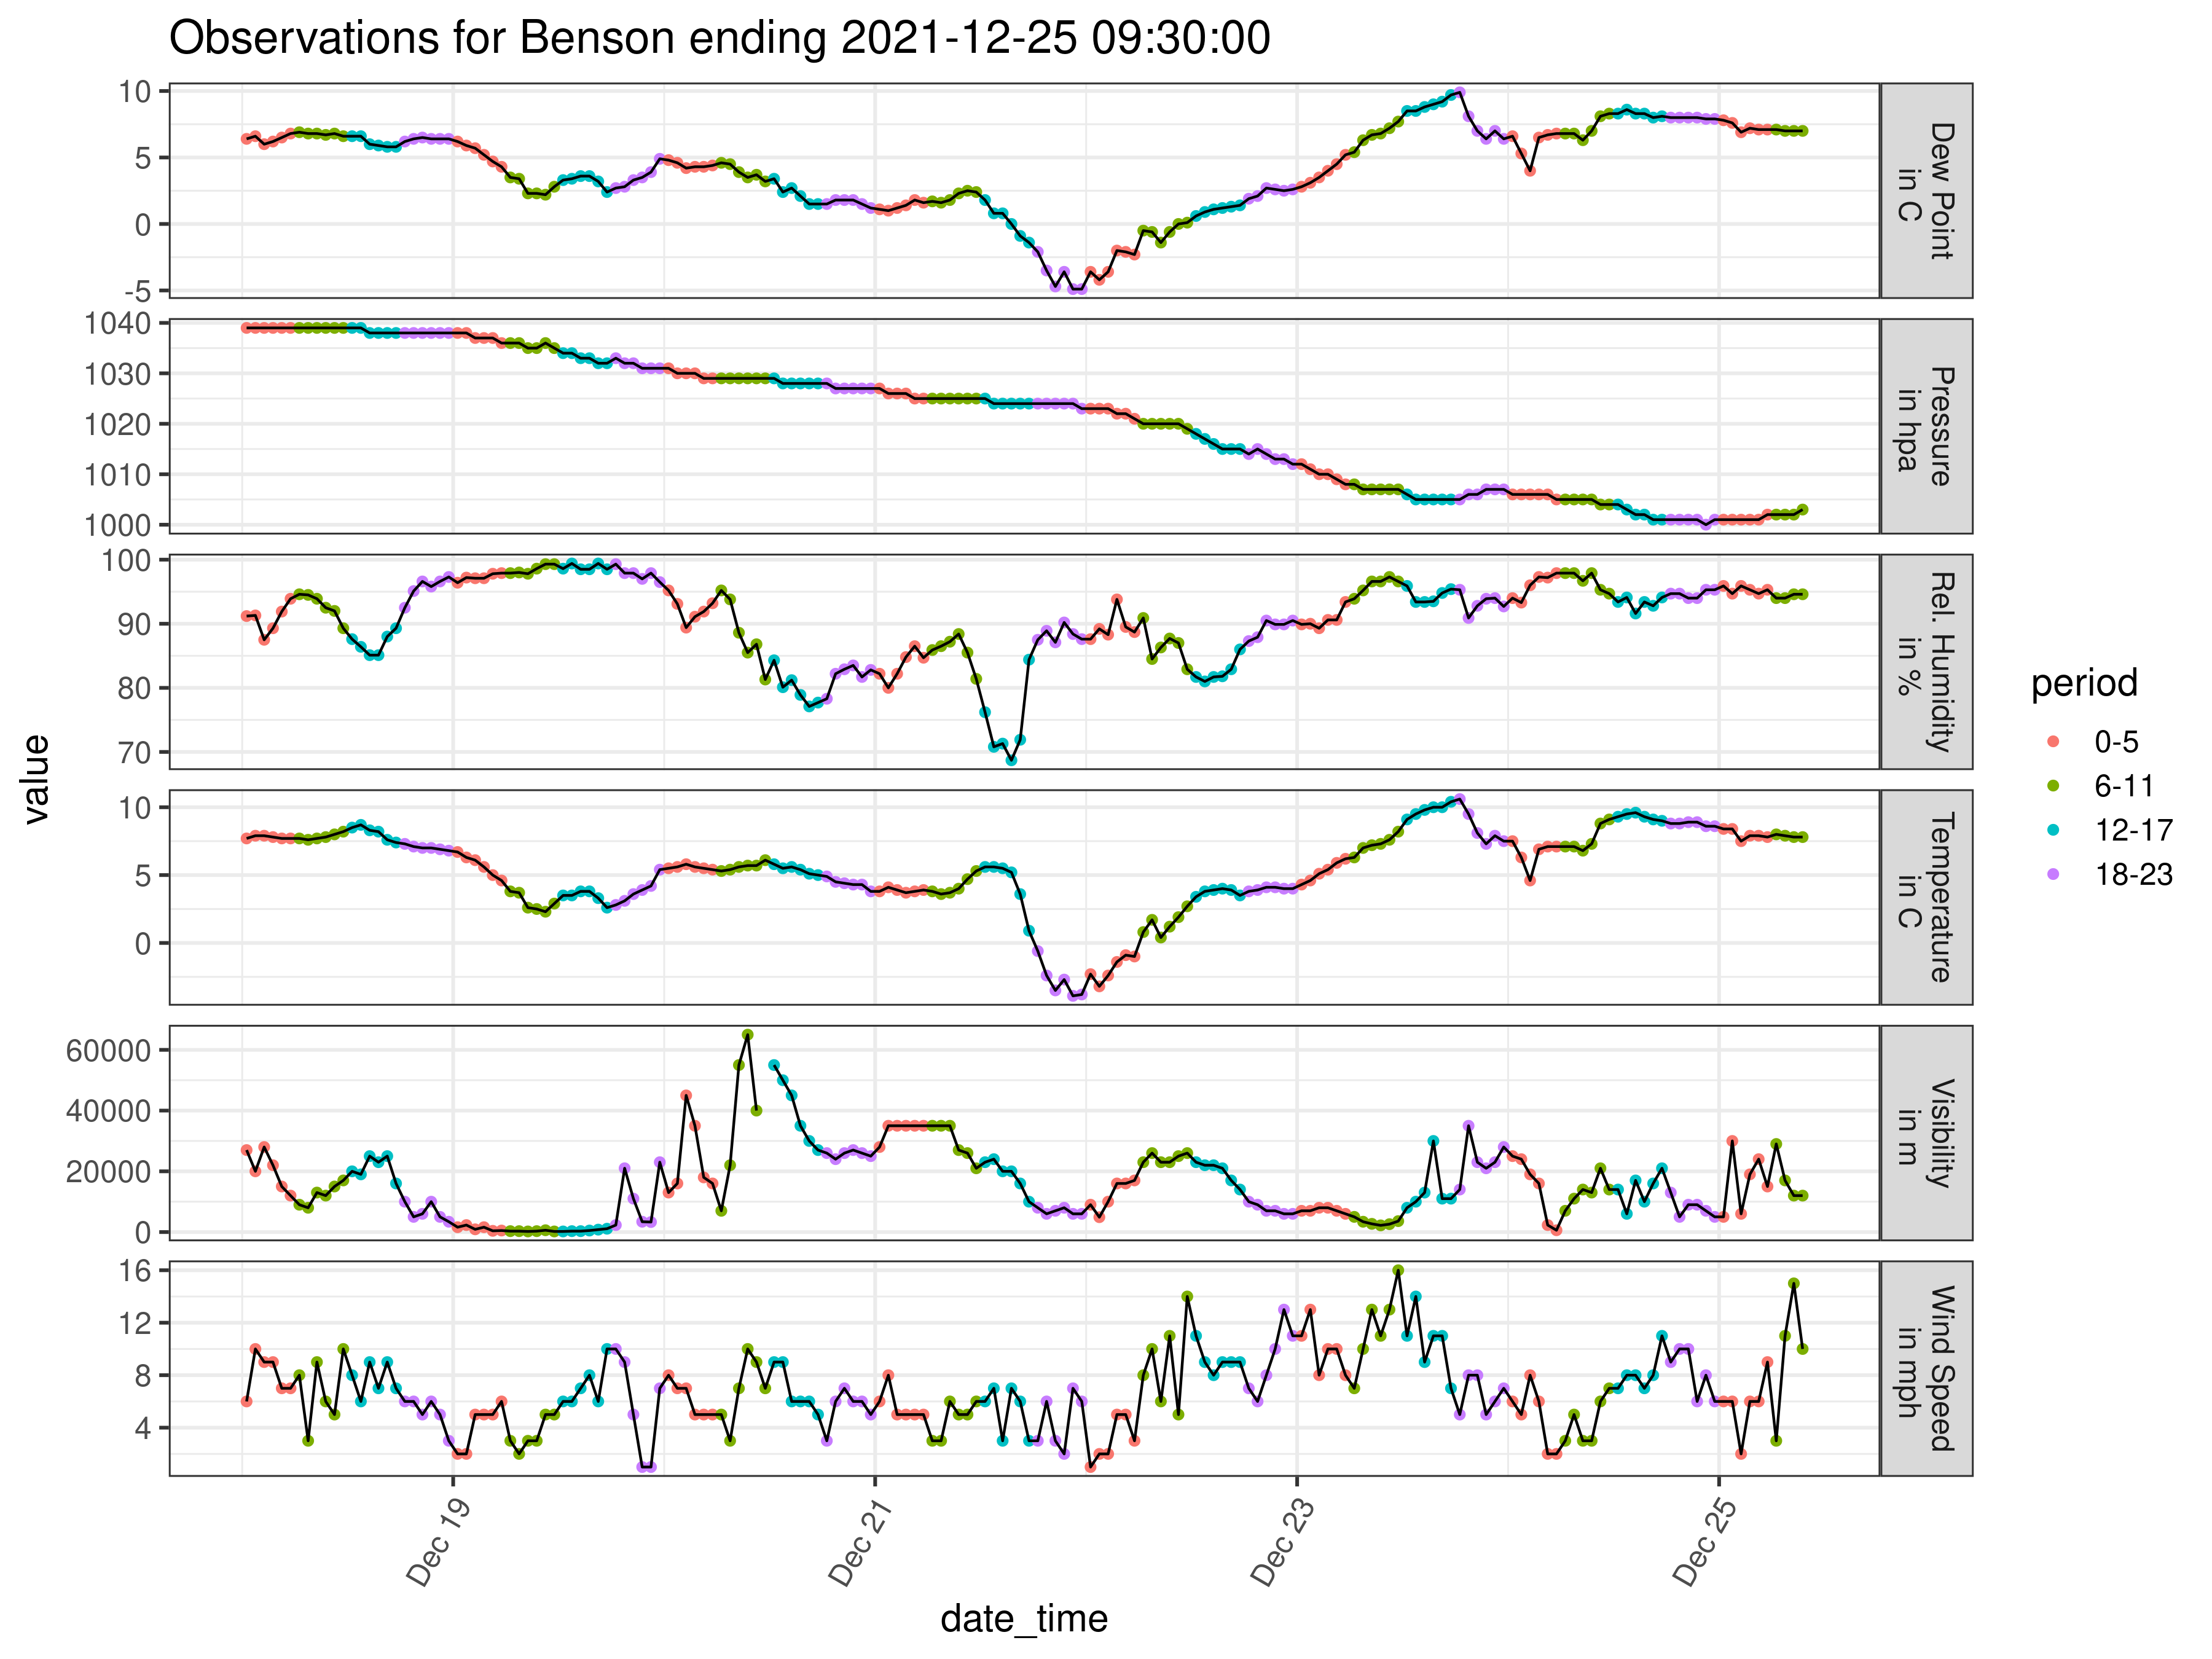 Observations for Benson ending 2021-12-25 09:30:00
10
5
0
-5
Dew Point
in C
1040
1030
1020
1010
1000
Pressure
in hpa
100
90
80
70
Rel. Humidity
in %
10
5
0
Temperature
in C
60000
40000
20000
0
Visibility
in m
16
12
8
4
Wind Speed
in mph
value
Dec 19
Dec 21
Dec 23
Dec 25
date_time
period
0-5
6-11
12-17
18-23